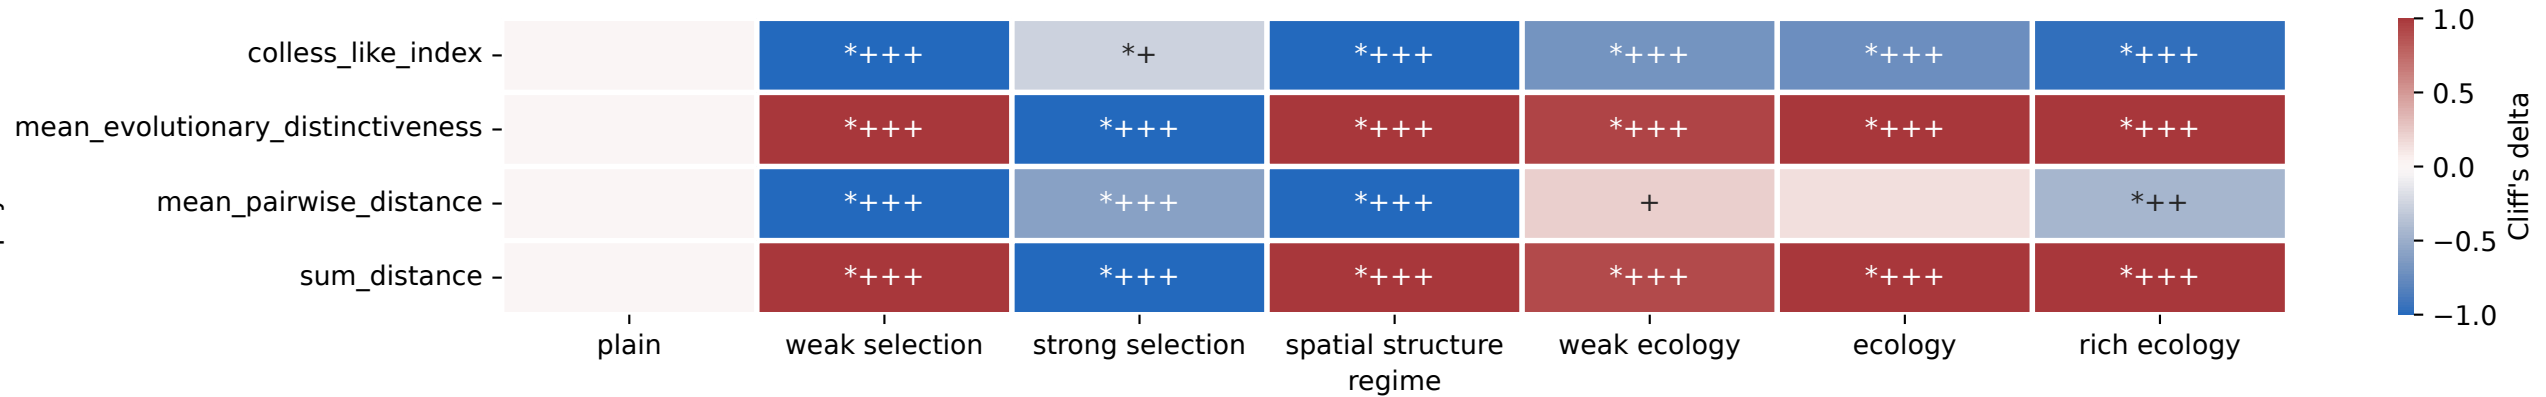 colless_like_index *+++ *+ *+++ *+++ *+++ *+++
mean_evolutionary_distinctiveness *+++ *+++ *+++ *+++ *+++ *+++
mean_pairwise_distance *+++ *+++ *+++ + *++
sum_distance *+++ *+++ *+++ *+++ *+++ *+++
plain weak selection strong selection spatial structure weak ecology ecology rich ecology
regime
1.0
0.5
0.0
−0.5
−1.0
Cliff's delta